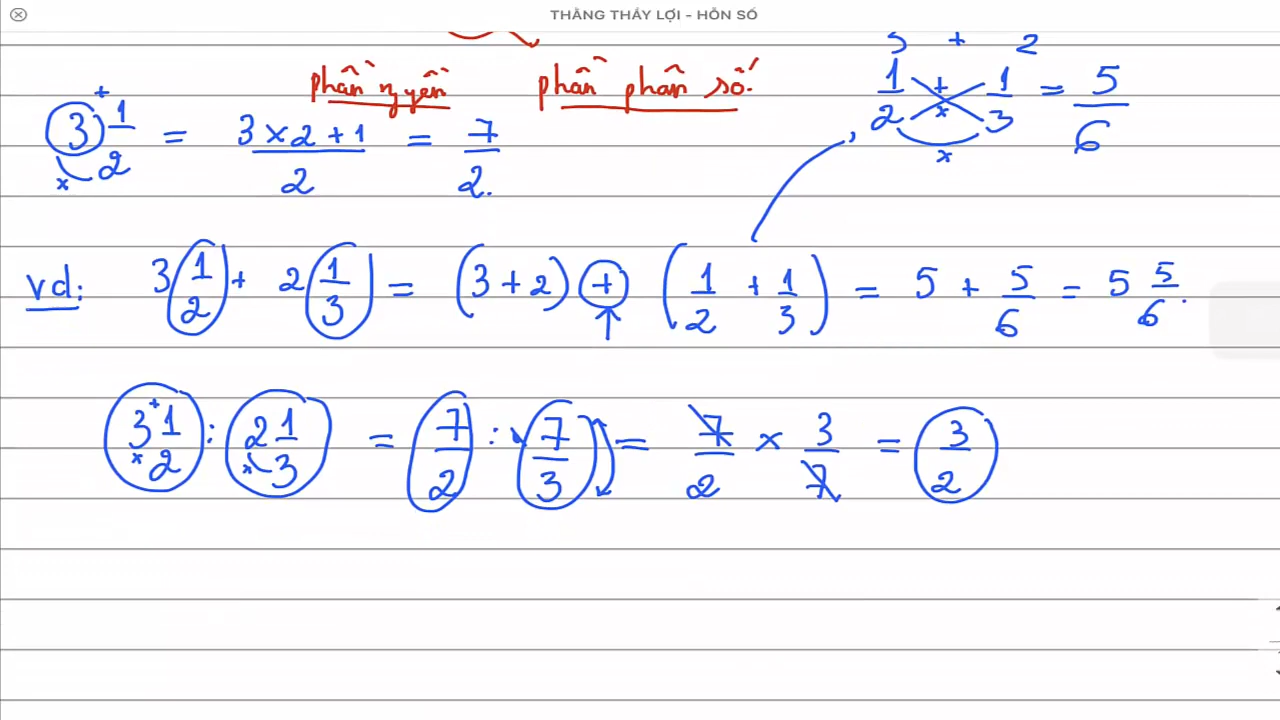 THẲNG THẦY LỢI - HỖN SỐ
phần nguyên phần phân số.
3 + 2
3 1/2 = (3 x 2 + 1)/2 = 7/2.
1/2 + 1/3 = 5/6
vd: 3 1/2 + 2 1/3 = (3 + 2) + (1/2 + 1/3) = 5 + 5/6 = 5 5/6.
3 1/2 : 2 1/3 = 7/2 : 7/3 = 7/2 x 3/7 = 3/2